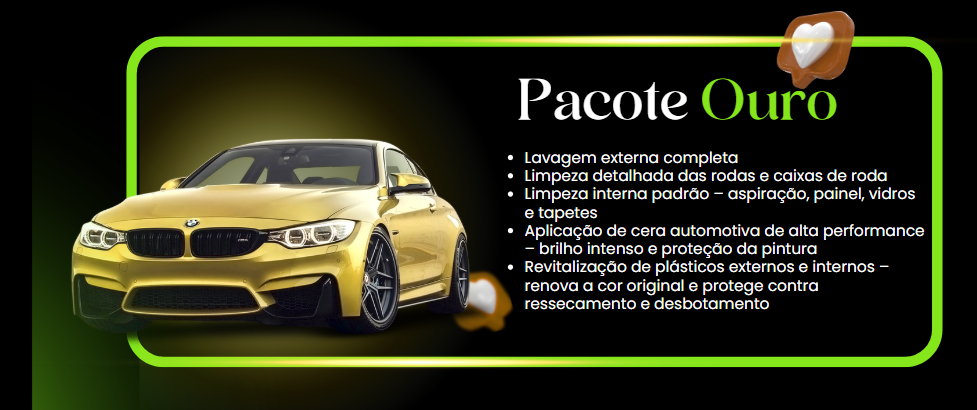 Pacote Ouro
• Lavagem externa completa
• Limpeza detalhada das rodas e caixas de roda
• Limpeza interna padrão – aspiração, painel, vidros
e tapetes
• Aplicação de cera automotiva de alta performance
– brilho intenso e proteção da pintura
• Revitalização de plásticos externos e internos –
renova a cor original e protege contra
ressecamento e desbotamento